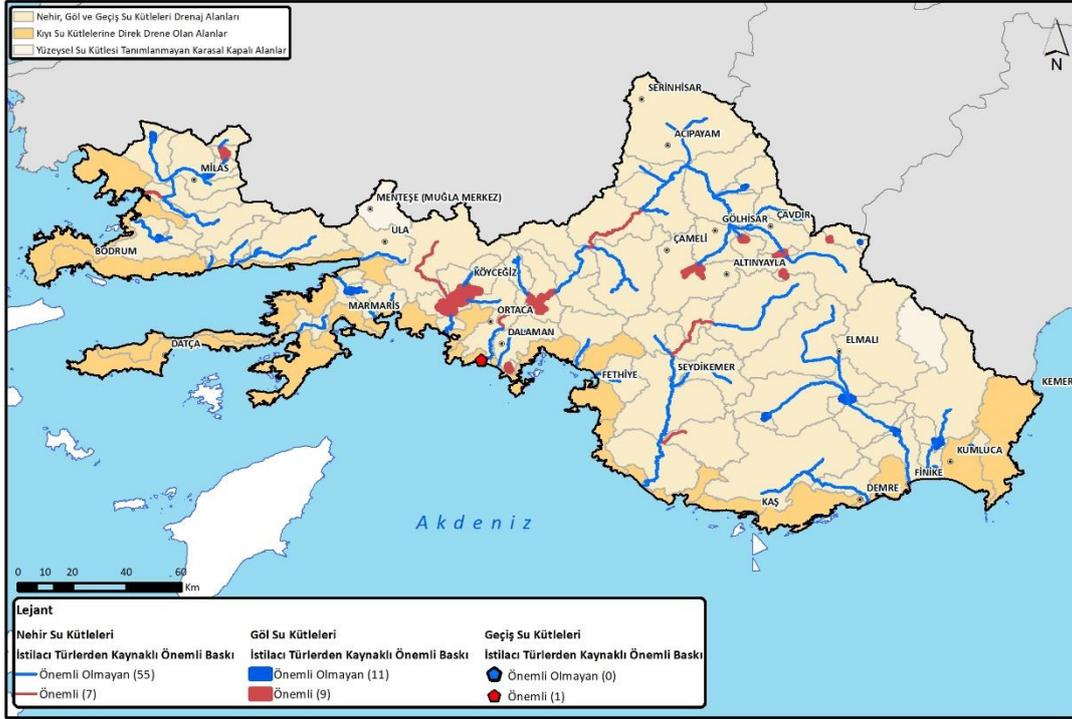 Nehir, Göl ve Geçiş Su Kütleleri Drenaj Alanları
Kıyı Su Kütlelerine Direk Drene Olan Alanlar
Yüzeysel Su Kütlesi Tanımlanmayan Karasal Kapalı Alanlar
N
SERİNHİSAR
ACIPAYAM
MİLAS
MENTEŞE (MUĞLA MERKEZ)
ULA
GÖLHİSAR
ÇAVDIR
ÇAMELİ
BODRUM
KÖYCEĞİZ
ALTINYAYLA
MARMARİS
ORTACA
DALAMAN
DATÇA
ELMALI
FETHİYE
SEYDİKEMER
KEMER
KUMLUCA
FİNİKE
DEMRE
KAŞ
Akdeniz
0 10 20 40 60
Km
Lejant
Nehir Su Kütleleri
İstilacı Türlerden Kaynaklı Önemli Baskı
Önemli Olmayan (55)
Önemli (7)
Göl Su Kütleleri
İstilacı Türlerden Kaynaklı Önemli Baskı
Önemli Olmayan (11)
Önemli (9)
Geçiş Su Kütleleri
İstilacı Türlerden Kaynaklı Önemli Baskı
Önemli Olmayan (0)
Önemli (1)